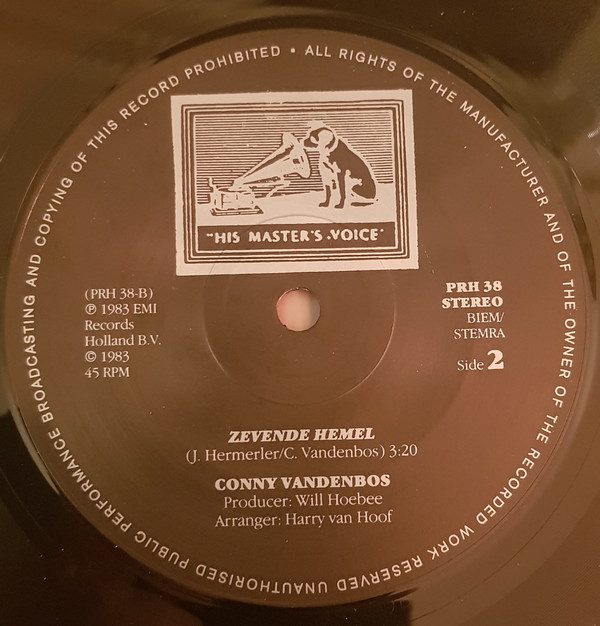 ALL RIGHTS OF THE MANUFACTURER AND OF THE OWNER OF THE RECORDED WORK RESERVED UNAUTHORISED PUBLIC PERFORMANCE BROADCASTING AND COPYING OF THIS RECORD PROHIBITED •
"HIS MASTER'S VOICE"
(PRH 38-B)
℗ 1983 EMI
Records
Holland B.V.
© 1983
45 RPM
PRH 38
STEREO
BIEM/
STEMRA
Side 2
ZEVENDE HEMEL
(J. Hermerler/C. Vandenbos) 3:20
CONNY VANDENBOS
Producer: Will Hoebee
Arranger: Harry van Hoof